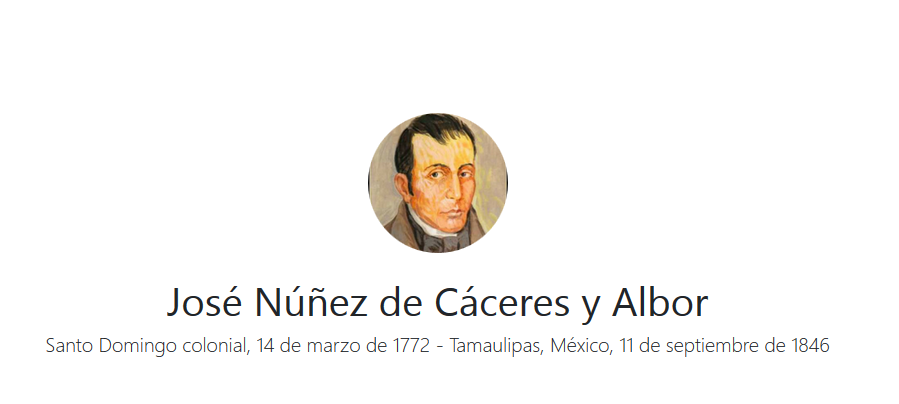 José Núñez de Cáceres y Albor
Santo Domingo colonial, 14 de marzo de 1772 - Tamaulipas, México, 11 de septiembre de 1846